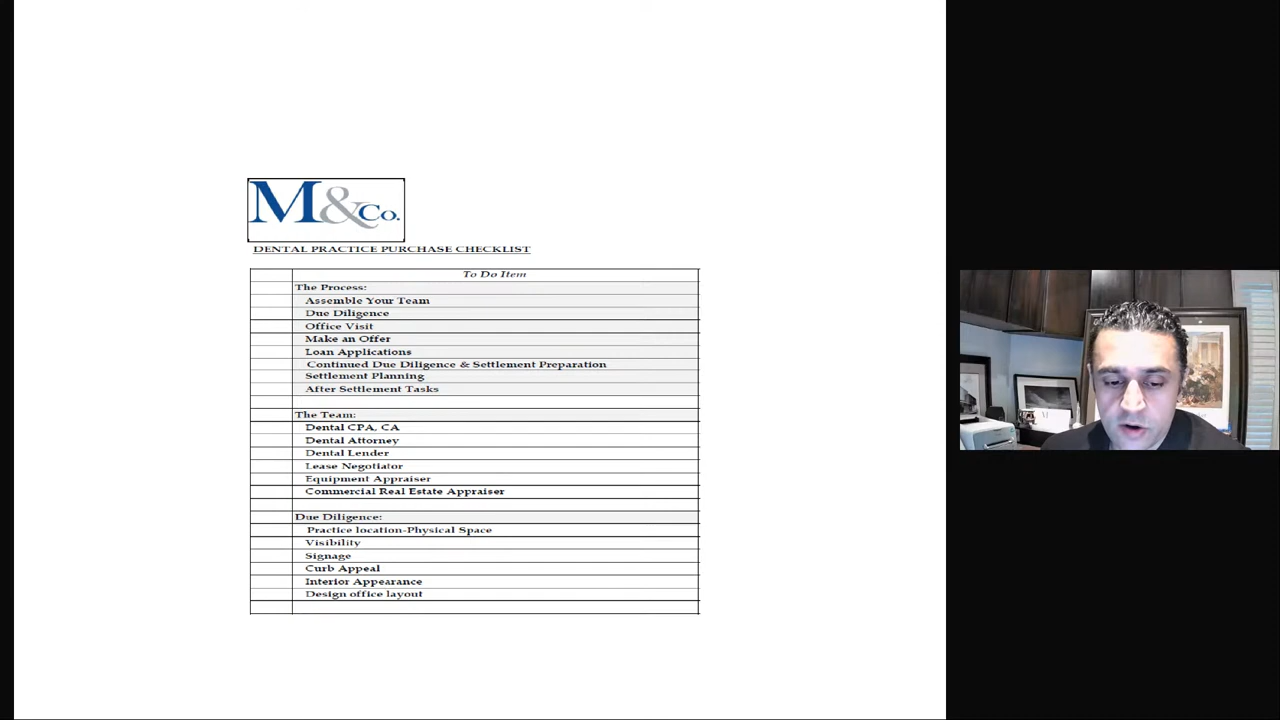 M&Co.
DENTAL PRACTICE PURCHASE CHECKLIST
To Do Item
The Process:
Assemble Your Team
Due Diligence
Office Visit
Make an Offer
Loan Applications
Continued Due Diligence & Settlement Preparation
Settlement Planning
After Settlement Tasks
The Team:
Dental CPA, CA
Dental Attorney
Dental Lender
Lease Negotiator
Equipment Appraiser
Commercial Real Estate Appraiser
Due Diligence:
Practice location-Physical Space
Visibility
Signage
Curb Appeal
Interior Appearance
Design office layout